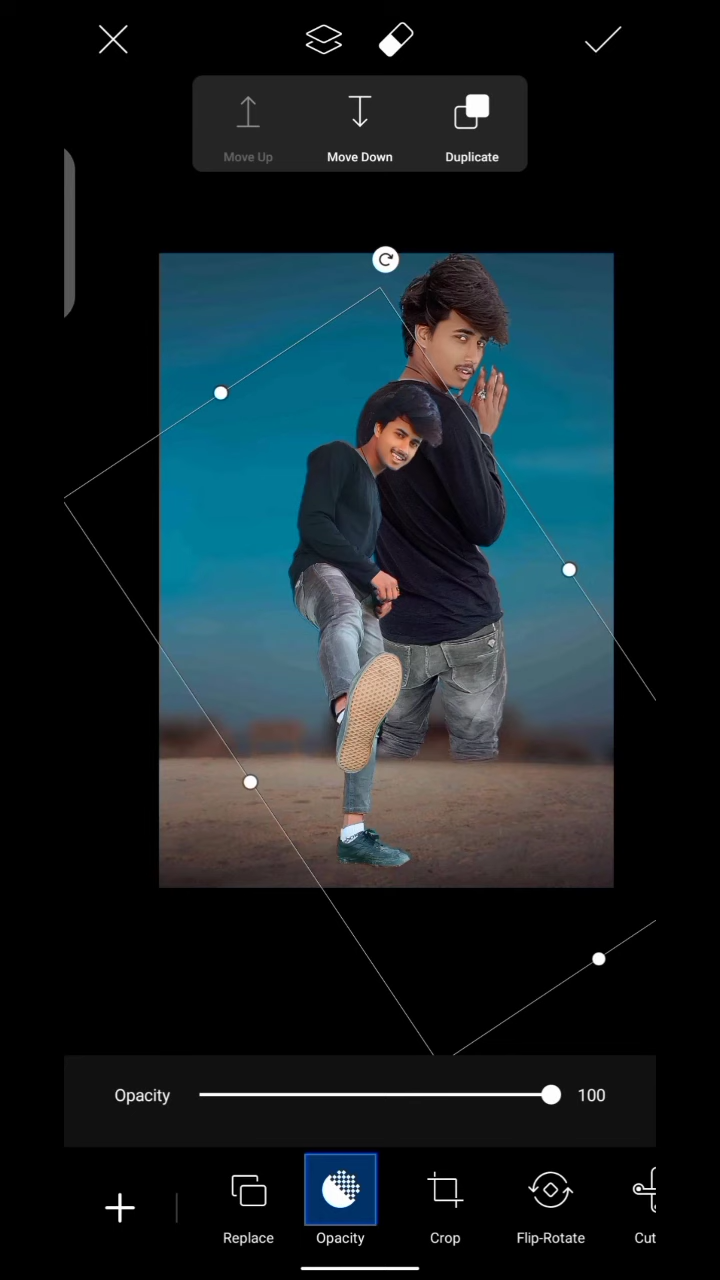 Move Up
Move Down
Duplicate
Opacity
100
Replace
Opacity
Crop
Flip-Rotate
Cut